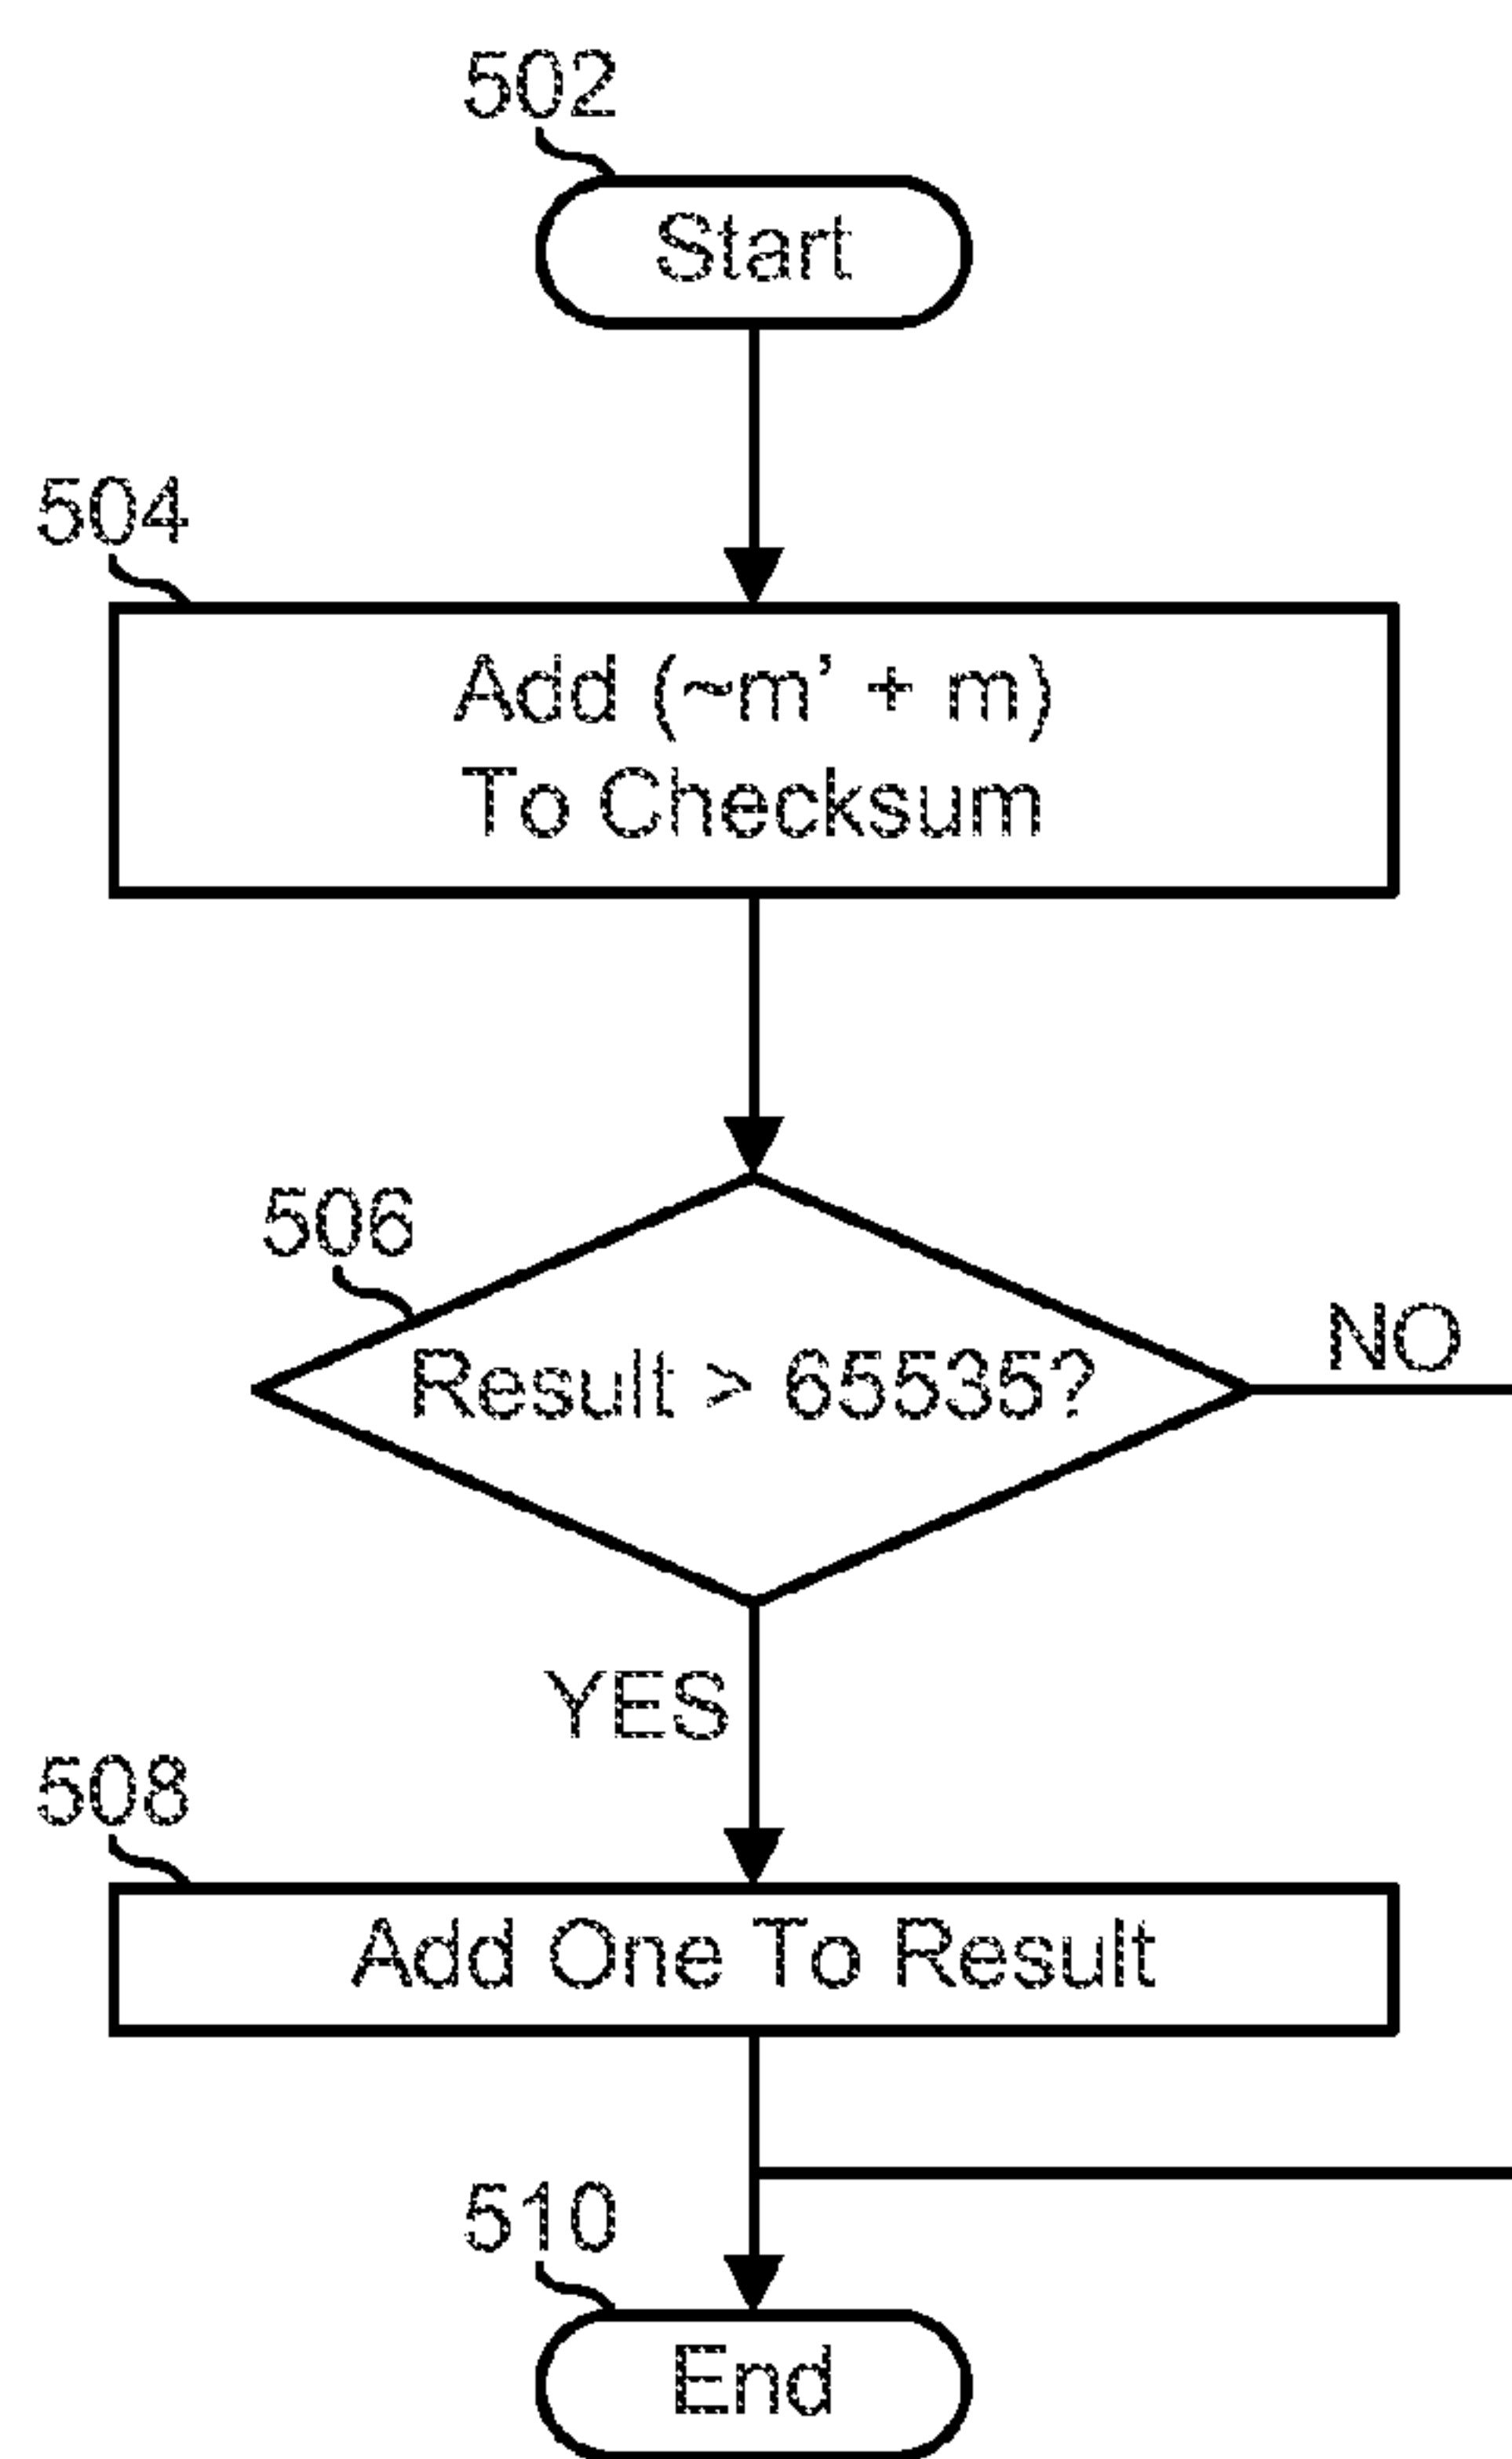 502
Start
504
Add (~m’ + m)
To Checksum
506
Result > 65535?
NO
YES
508
Add One To Result
510
End